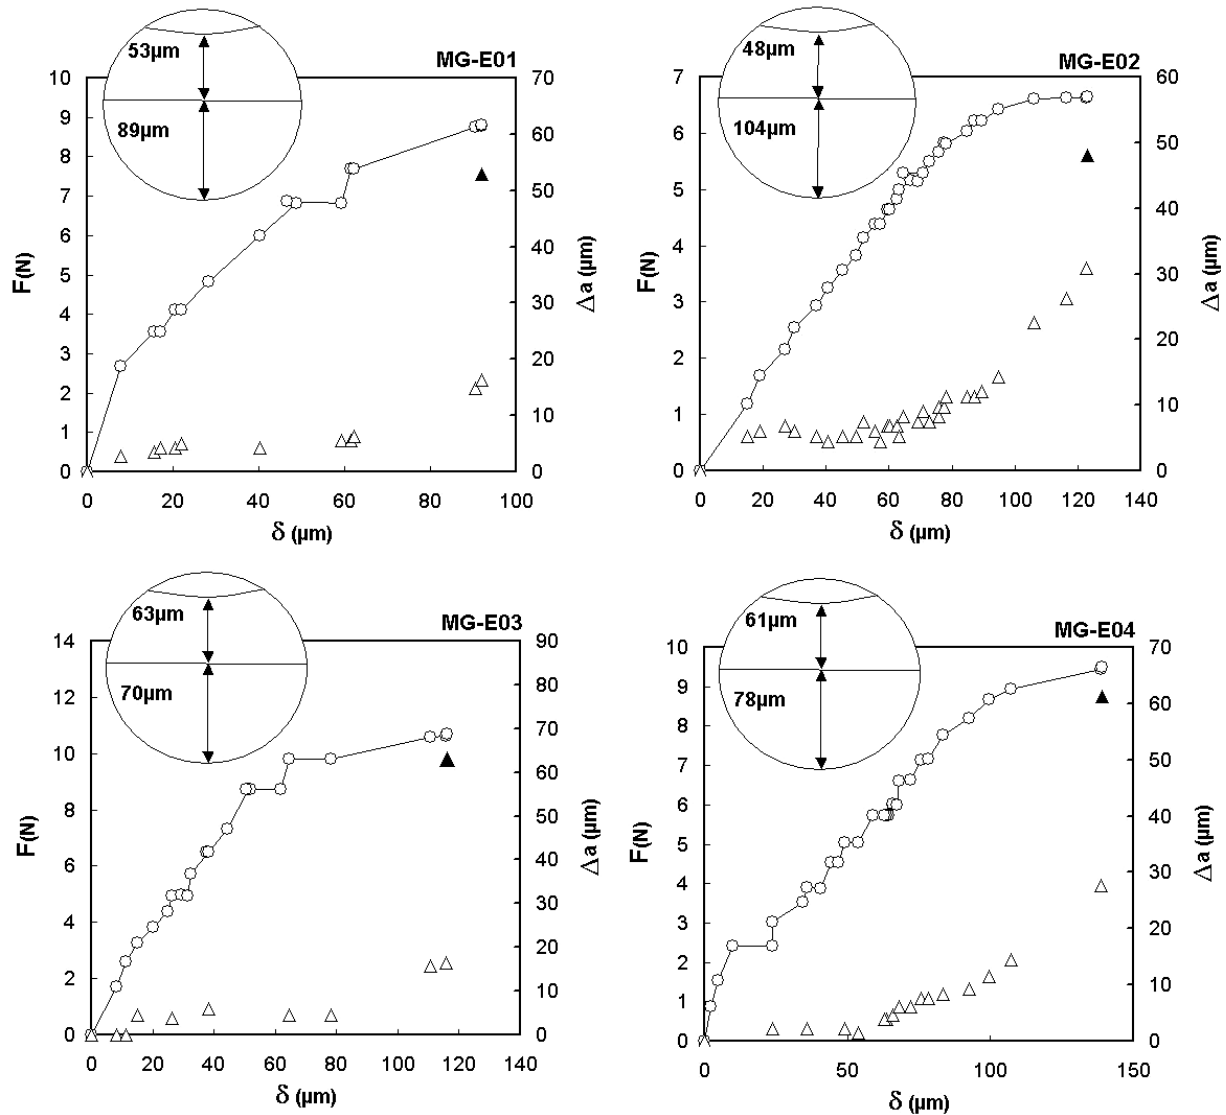 MG-E01
53µm
89µm
10
9
8
7
6
5
4
3
2
1
0
70
60
50
40
30
20
10
0
F(N)
Δa (µm)
0 20 40 60 80 100
δ (µm)
MG-E02
48µm
104µm
7
6
5
4
3
2
1
0
60
50
40
30
20
10
0
F(N)
Δa (µm)
0 20 40 60 80 100 120 140
δ (µm)
MG-E03
63µm
70µm
14
12
10
8
6
4
2
0
90
80
70
60
50
40
30
20
10
0
F(N)
Δa (µm)
0 20 40 60 80 100 120 140
δ (µm)
MG-E04
61µm
78µm
10
9
8
7
6
5
4
3
2
1
0
70
60
50
40
30
20
10
0
F(N)
Δa (µm)
0 50 100 150
δ (µm)